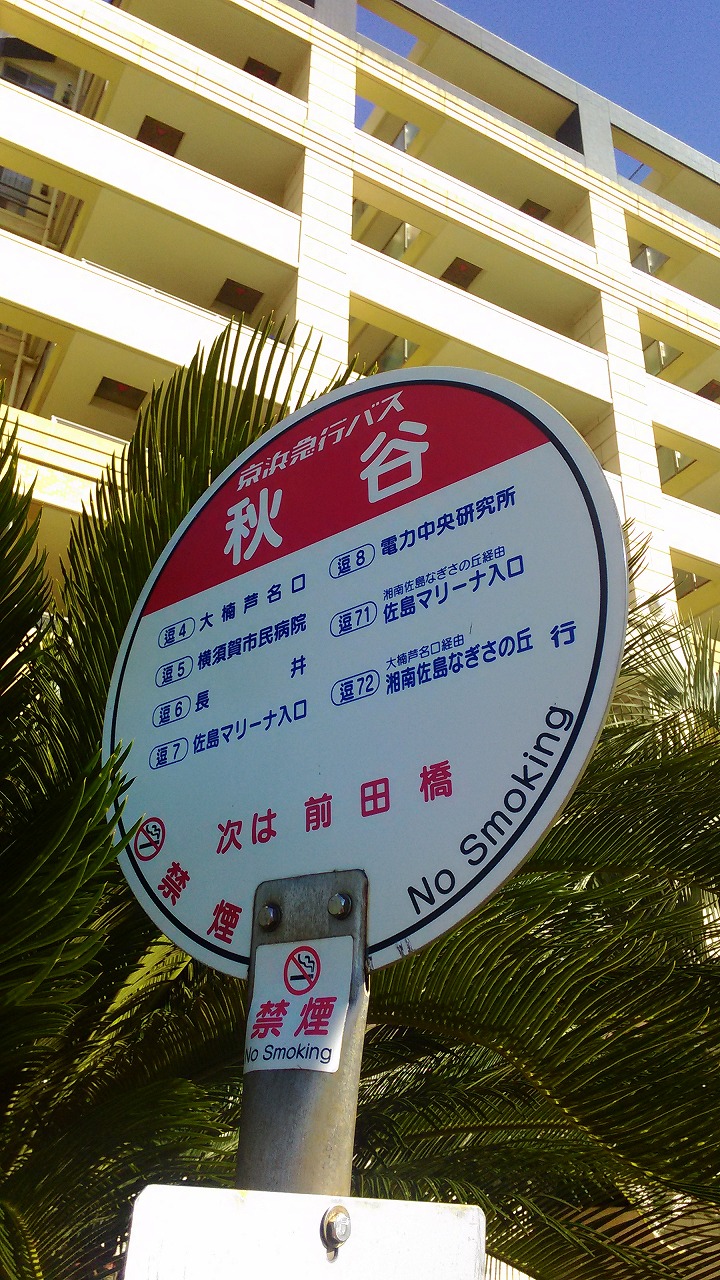 京浜急行バス
秋谷
逗4 大楠芦名口
逗5 横須賀市民病院
逗6 長井
逗7 佐島マリーナ入口
逗8 電力中央研究所
湘南佐島なぎさの丘経由
逗71 佐島マリーナ入口
大楠芦名口経由
逗72 湘南佐島なぎさの丘 行
次は 前田橋
禁煙
No Smoking
禁煙
No Smoking